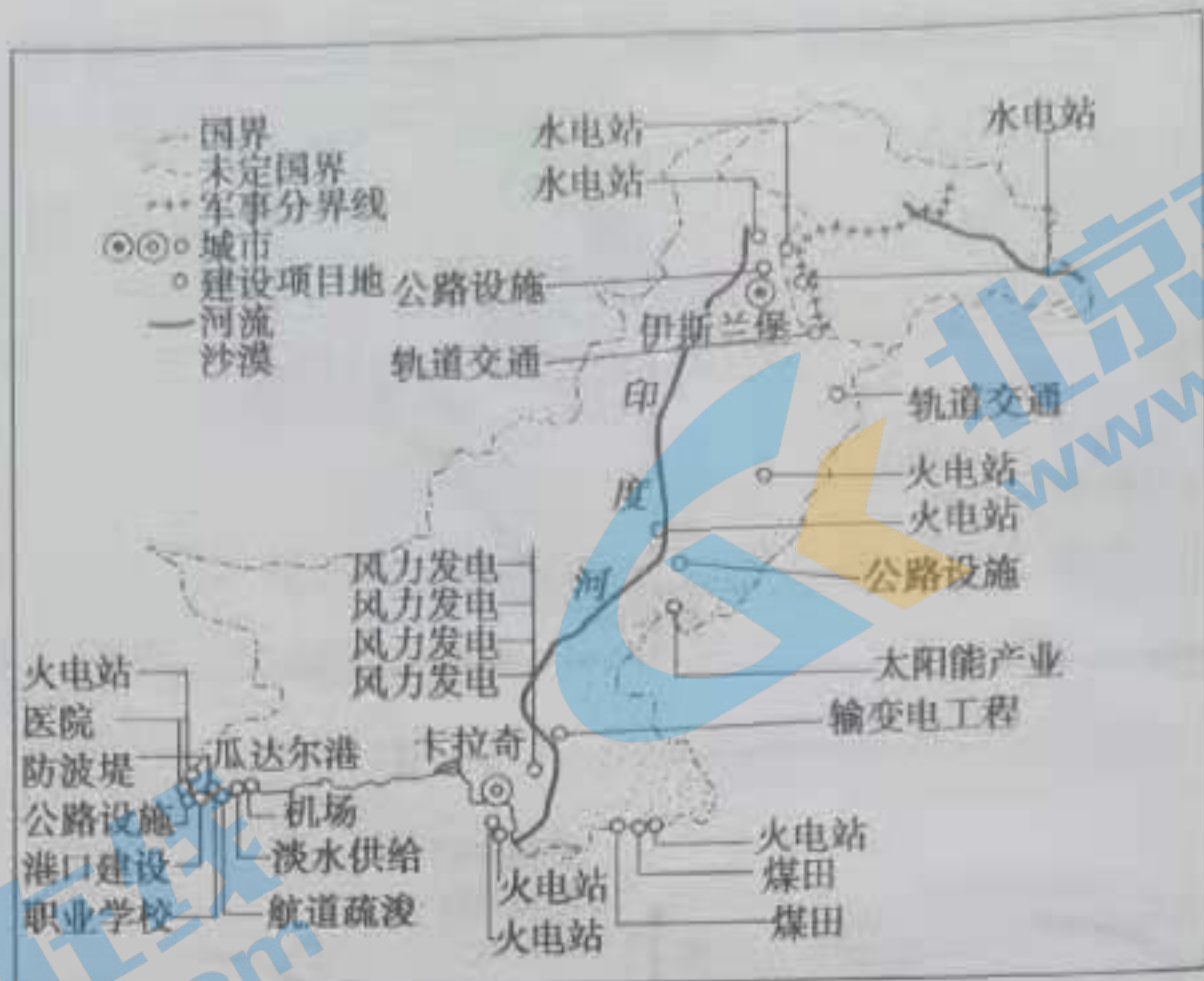 国界
未定国界
军事分界线
城市
建设项目地
河流
沙漠
水电站
水电站
水电站
公路设施
伊斯兰堡
轨道交通
印
度
河
轨道交通
火电站
火电站
公路设施
太阳能产业
输变电工程
风力发电
风力发电
风力发电
风力发电
火电站
医院
防波堤
公路设施
港口建设
职业学校
瓜达尔港
卡拉奇
机场
淡水供给
航道疏浚
火电站
火电站
火电站
煤田
煤田
北京
www
在线
om